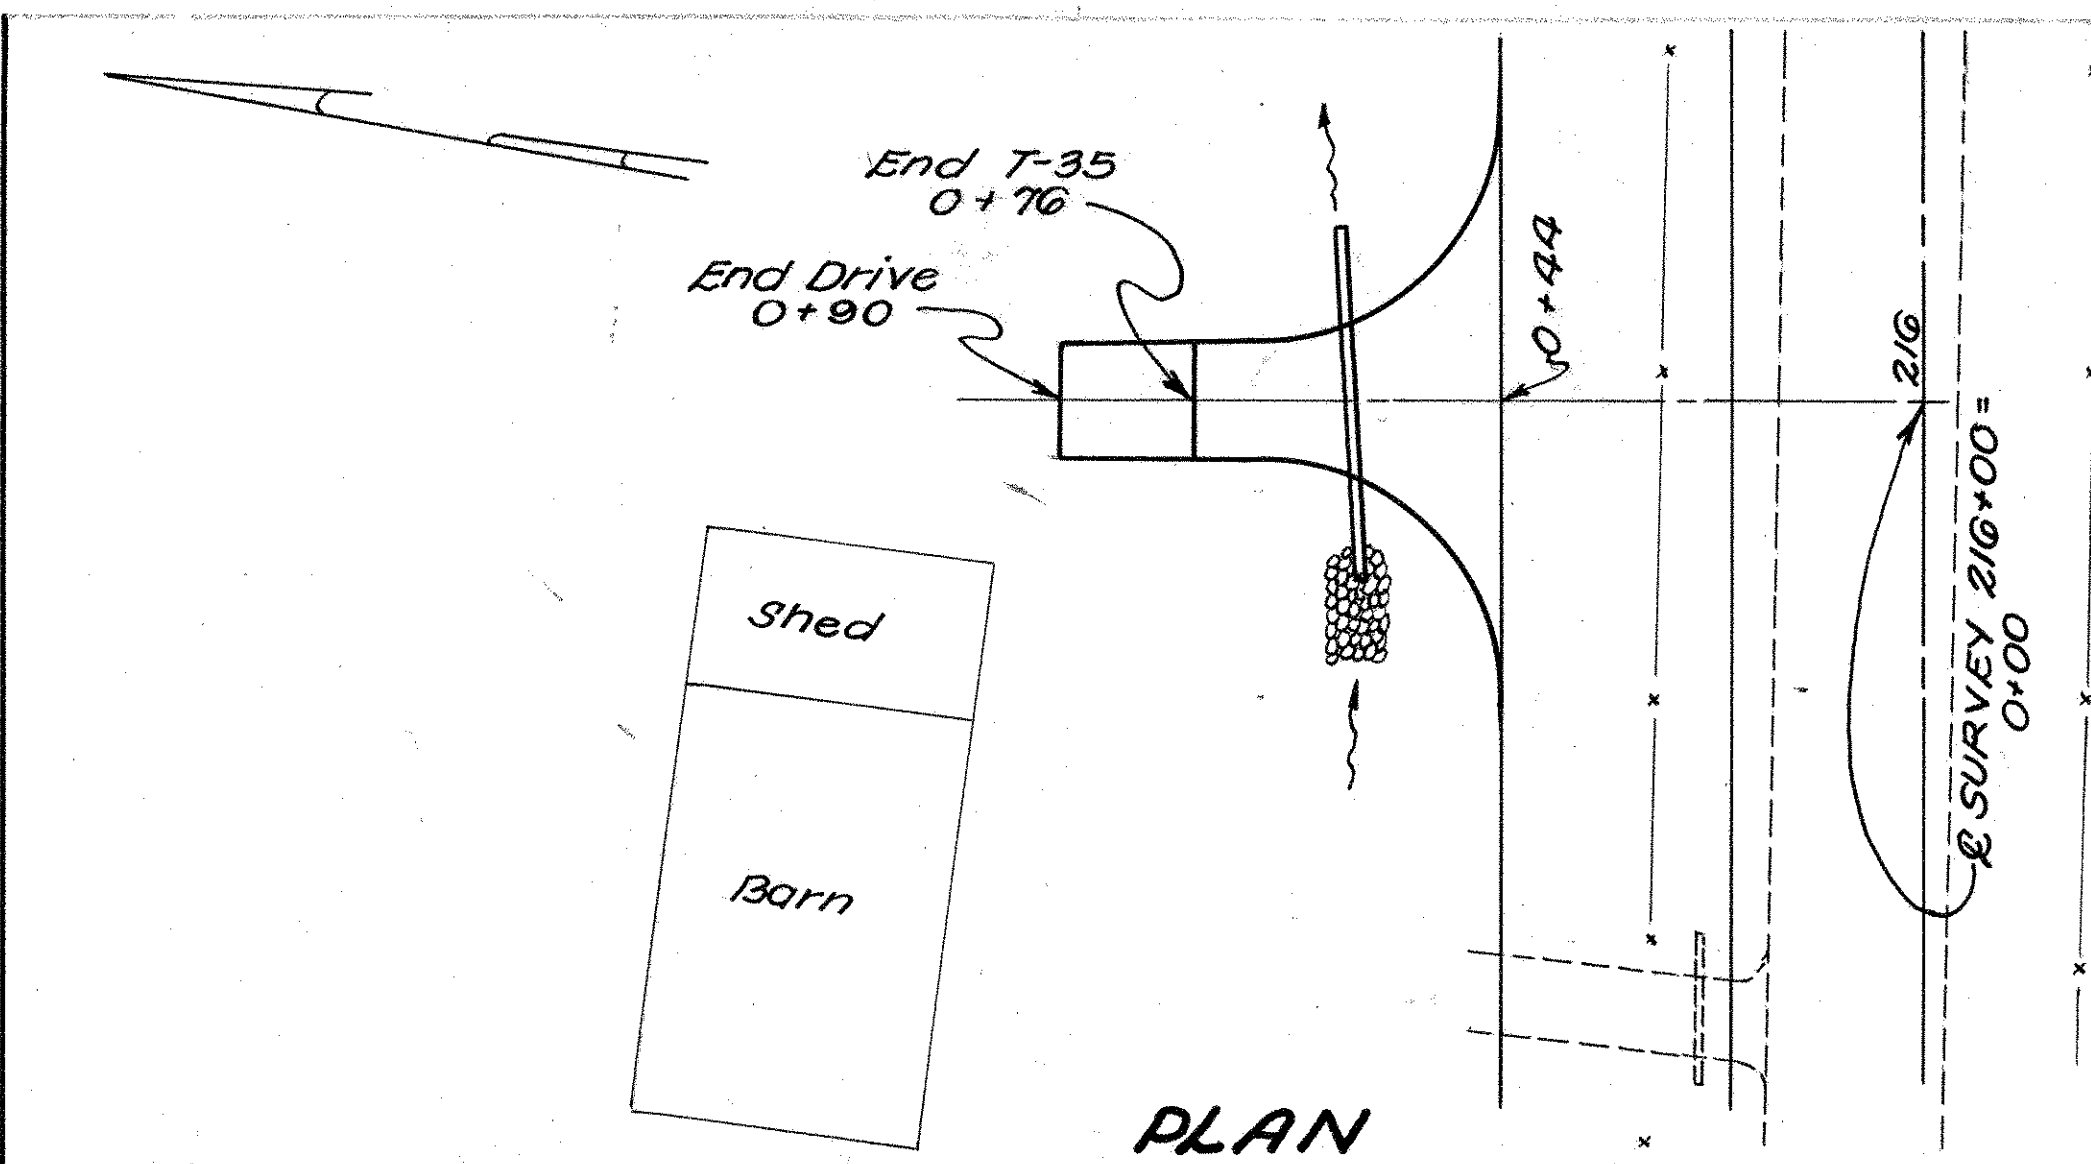 End T-35
0+76
End Drive
0+90
0+44
216
℄ SURVEY 216+00 =
0+00
Shed
Barn
PLAN